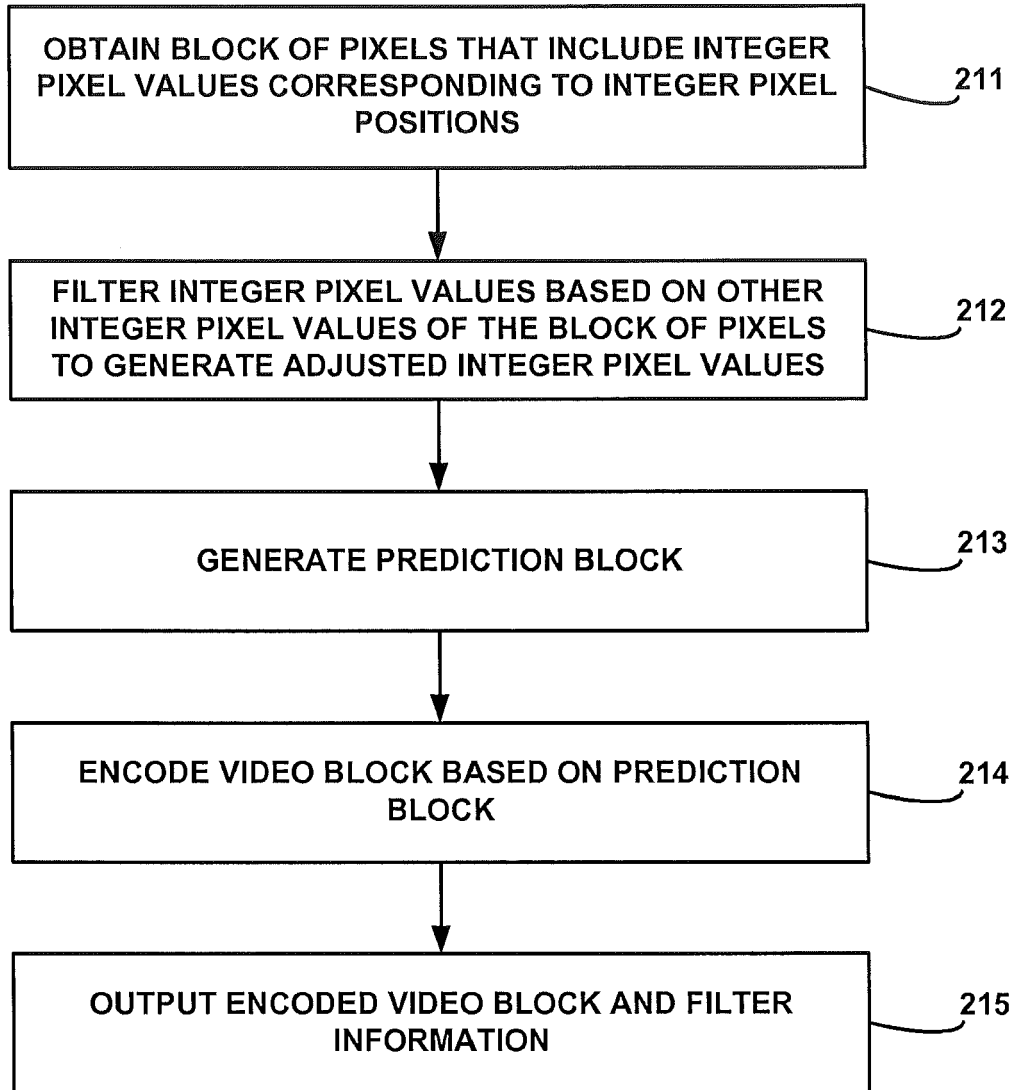 OBTAIN BLOCK OF PIXELS THAT INCLUDE INTEGER
PIXEL VALUES CORRESPONDING TO INTEGER PIXEL
POSITIONS
211
FILTER INTEGER PIXEL VALUES BASED ON OTHER
INTEGER PIXEL VALUES OF THE BLOCK OF PIXELS
TO GENERATE ADJUSTED INTEGER PIXEL VALUES
212
GENERATE PREDICTION BLOCK
213
ENCODE VIDEO BLOCK BASED ON PREDICTION
BLOCK
214
OUTPUT ENCODED VIDEO BLOCK AND FILTER
INFORMATION
215